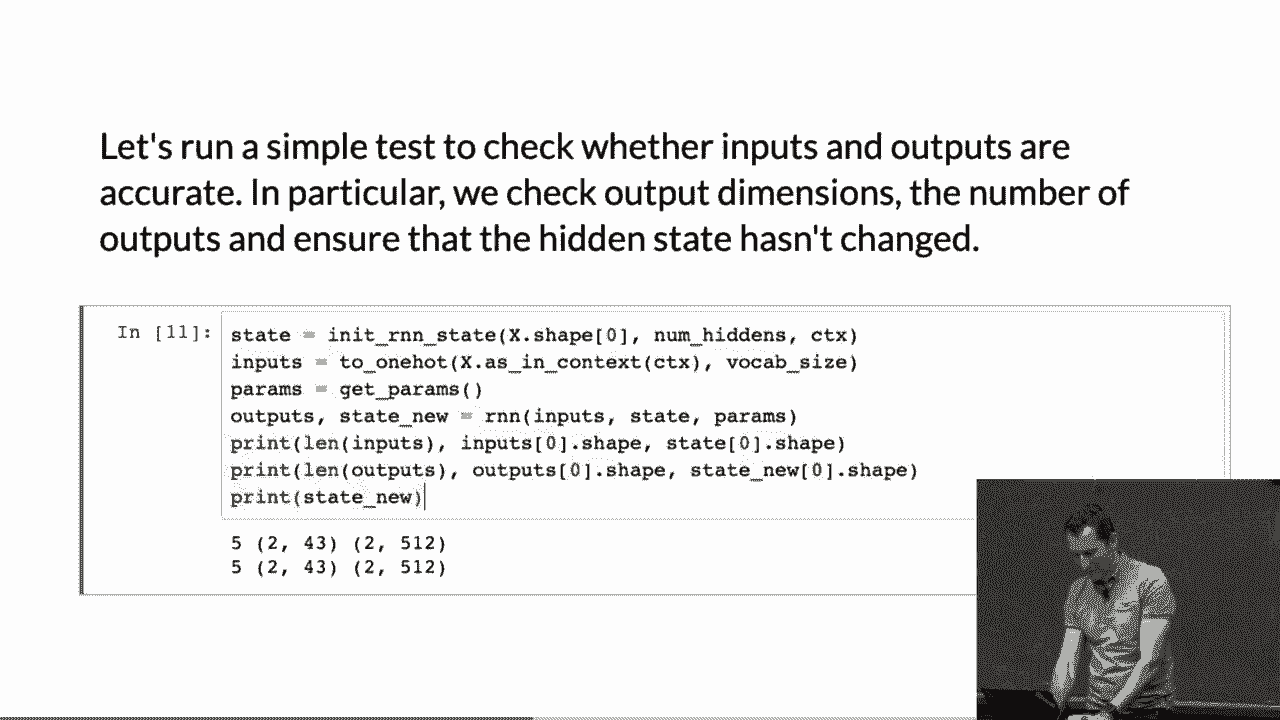 Let's run a simple test to check whether inputs and outputs are
accurate. In particular, we check output dimensions, the number of
outputs and ensure that the hidden state hasn't changed.
In [11]:
state = init_rnn_state(X.shape[0], num_hiddens, ctx)
inputs = to_onehot(X.as_in_context(ctx), vocab_size)
params = get_params()
outputs, state_new = rnn(inputs, state, params)
print(len(inputs), inputs[0].shape, state[0].shape)
print(len(outputs), outputs[0].shape, state_new[0].shape)
print(state_new)
5 (2, 43) (2, 512)
5 (2, 43) (2, 512)